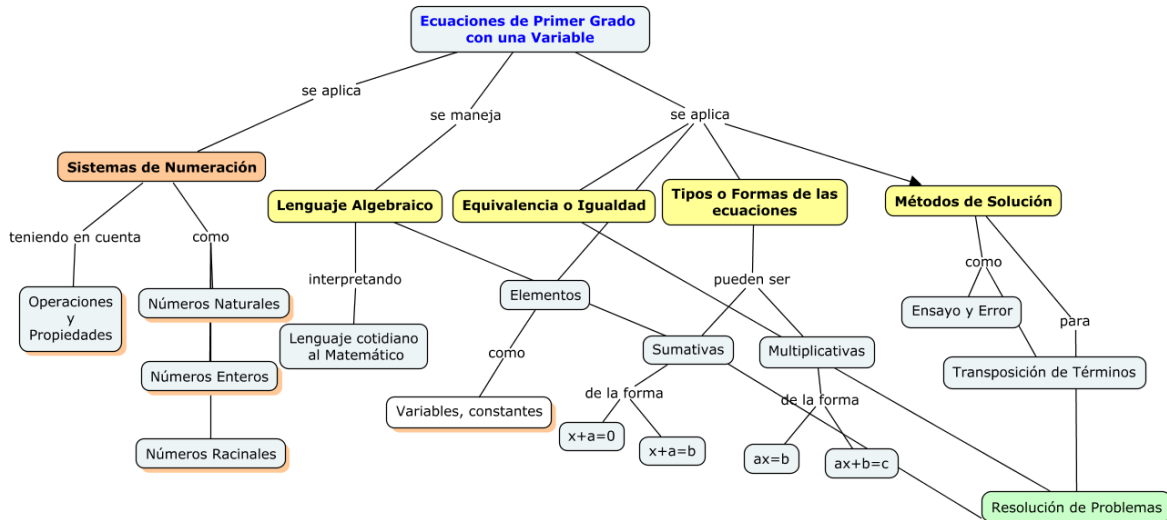 Ecuaciones de Primer Grado
con una Variable
se aplica
se maneja
se aplica
Sistemas de Numeración
Lenguaje Algebraico
Equivalencia o Igualdad
Tipos o Formas de las
ecuaciones
Métodos de Solución
teniendo en cuenta
como
interpretando
pueden ser
como
Operaciones
y
Propiedades
Números Naturales
Elementos
Ensayo y Error
para
Lenguaje cotidiano
al Matemático
Sumativas
Multiplicativas
como
Números Enteros
Transposición de Términos
de la forma
de la forma
Variables, constantes
x+a=0
x+a=b
ax=b
ax+b=c
Números Racinales
Resolución de Problemas